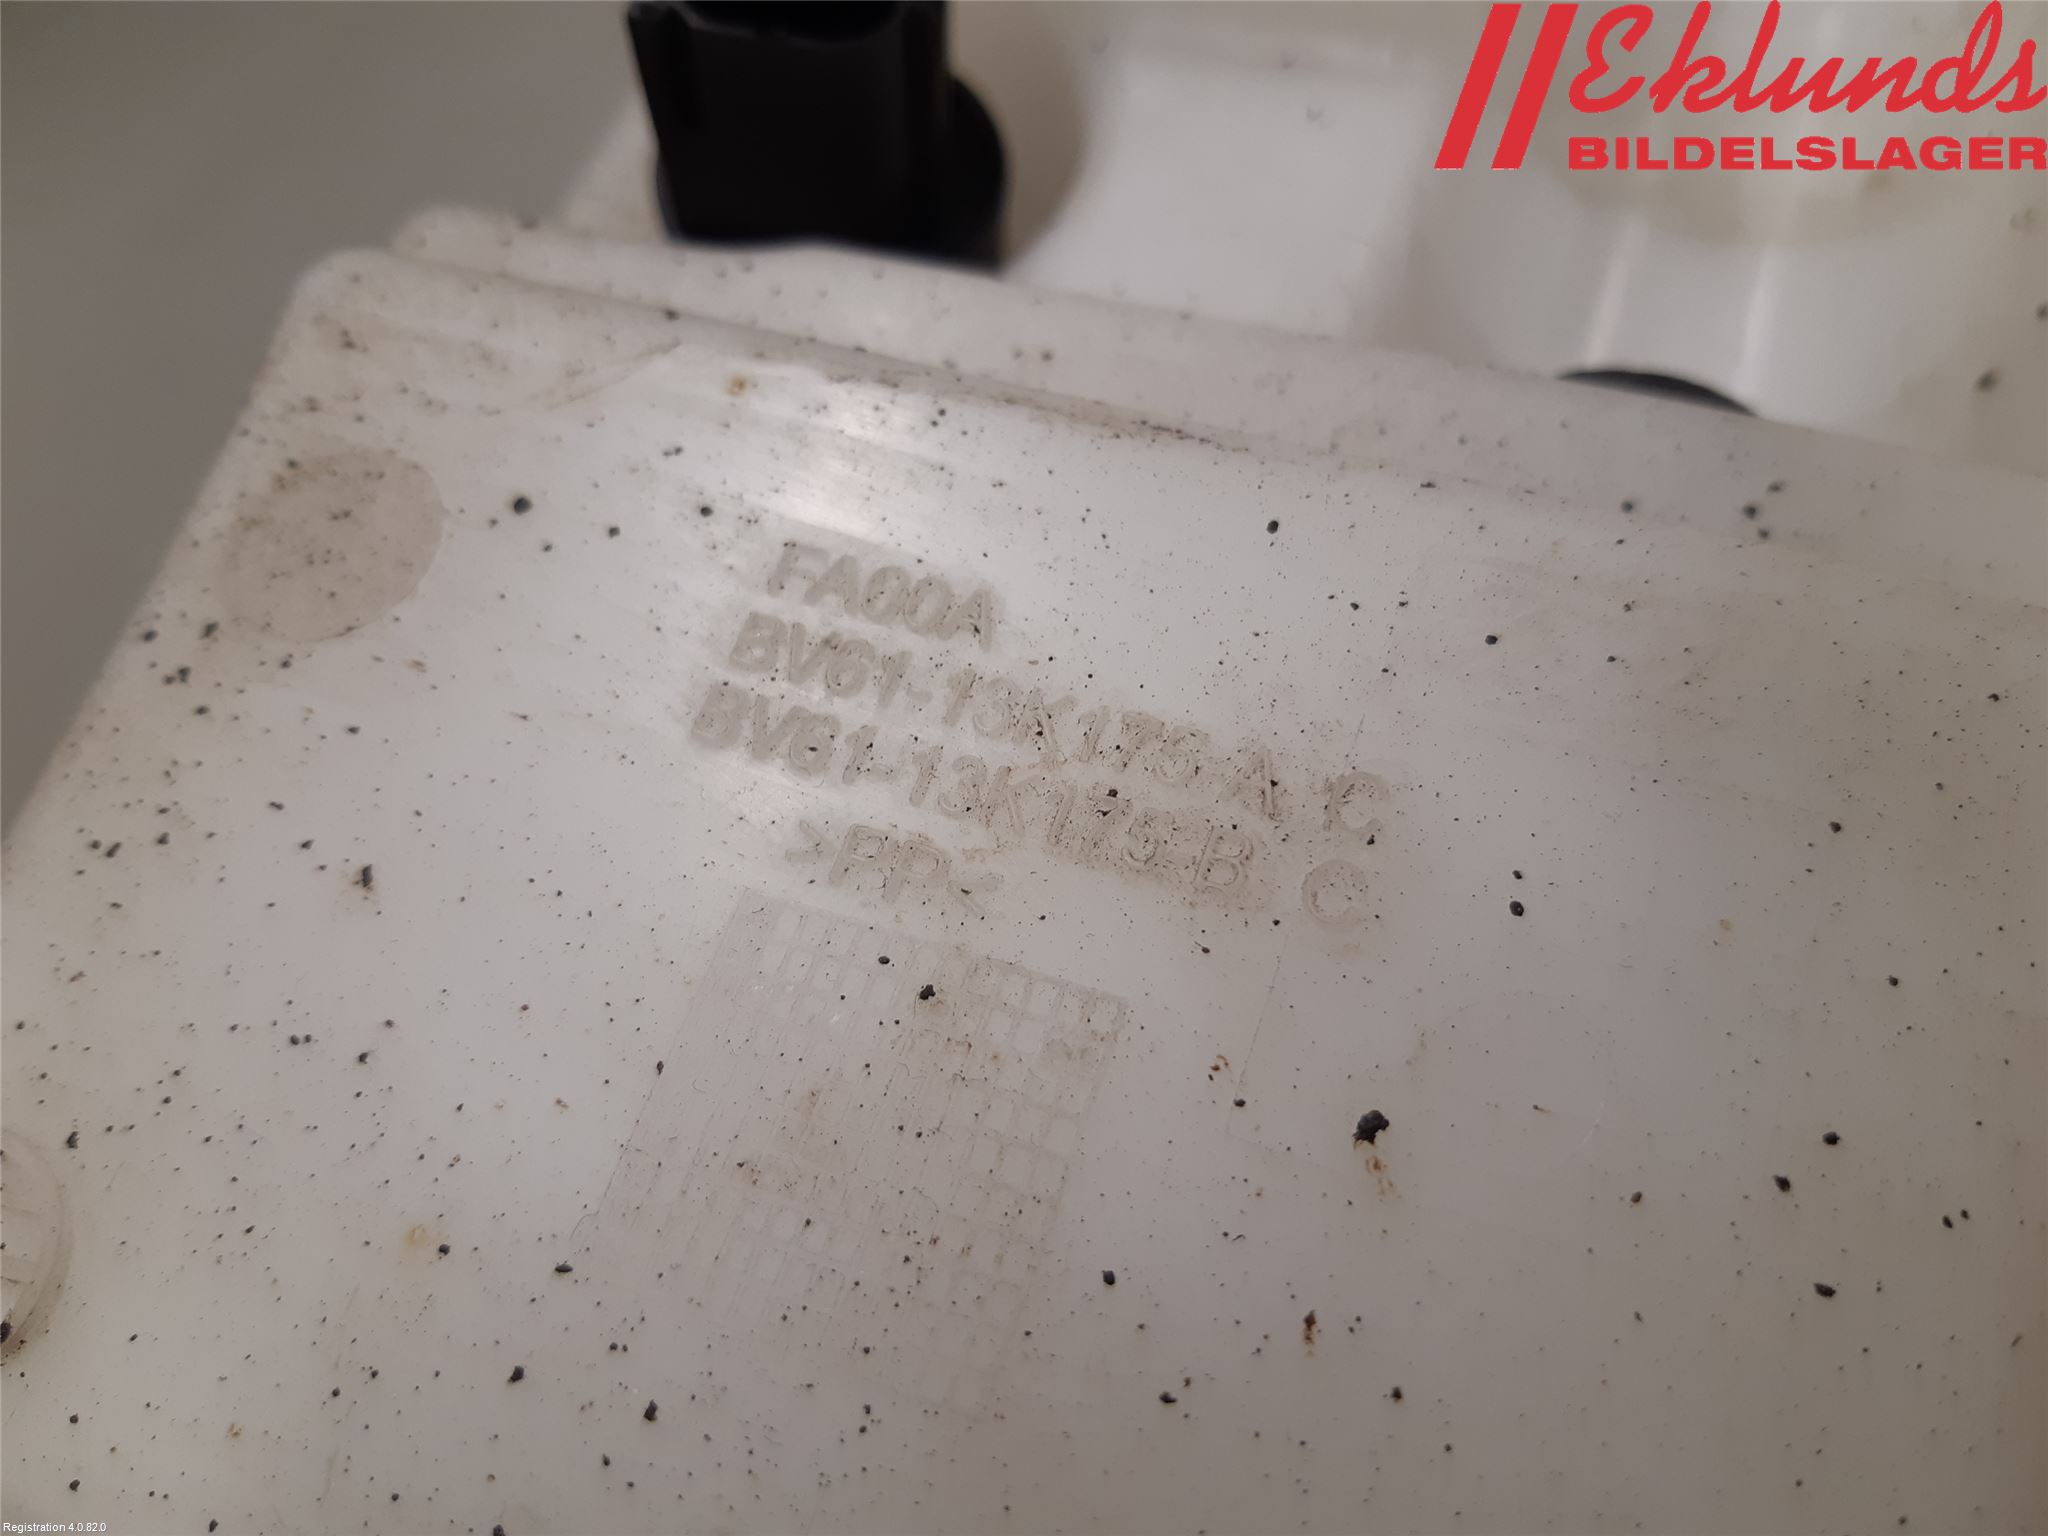 Eklunds
BILDELSLAGER
FA00A
BV61-13K175-A C
BV61-13K175-B C
>PP<
Registration 4.0.82.0